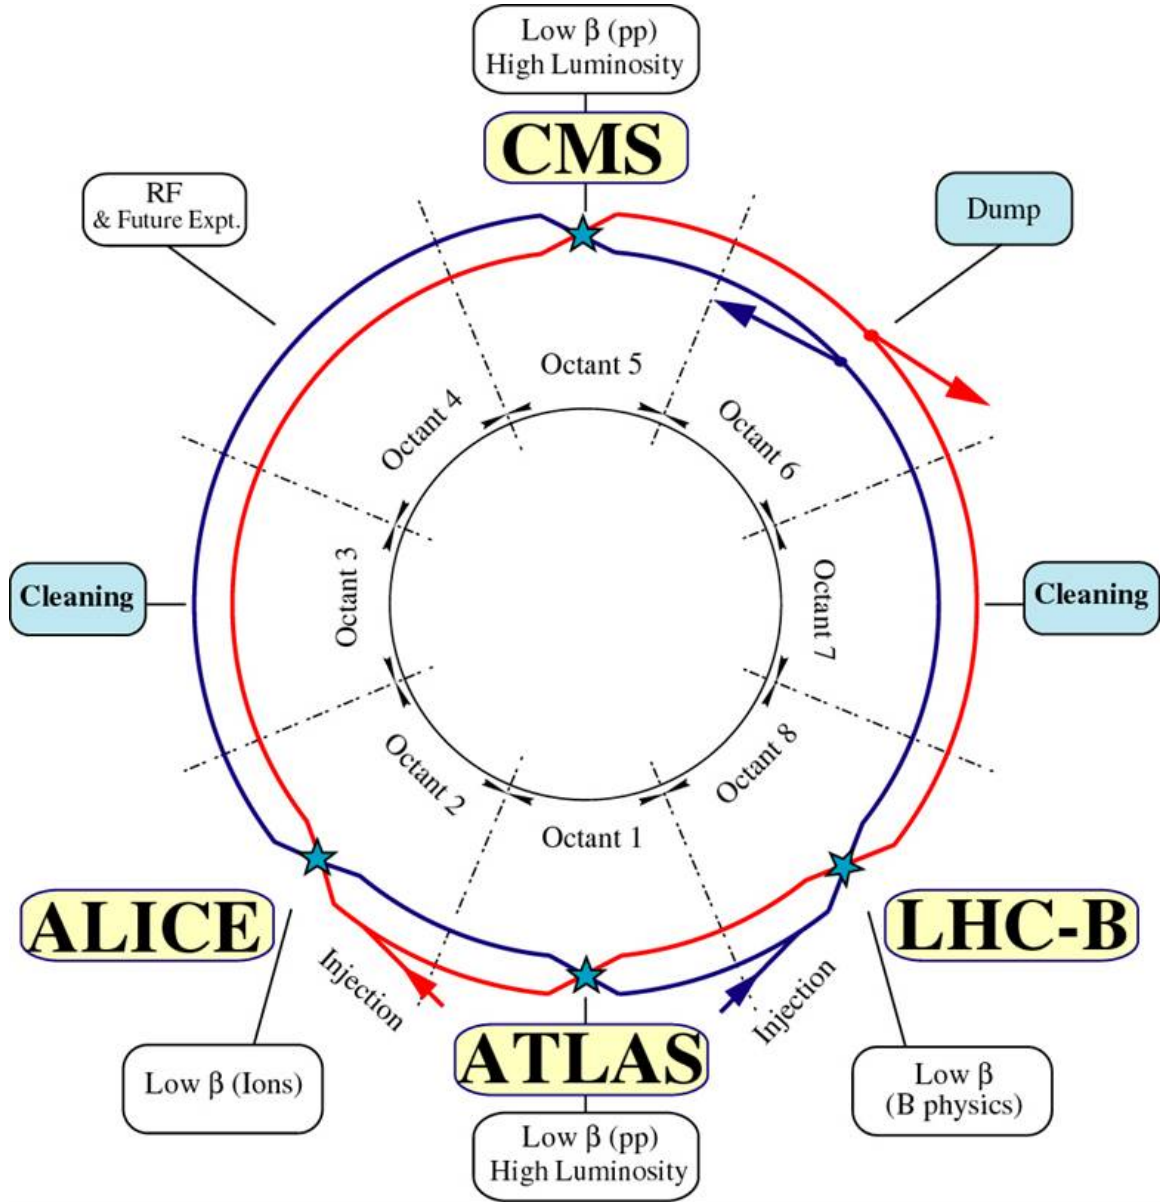 Low β (pp)
High Luminosity
CMS
RF
& Future Expt.
Dump
Octant 5
Octant 4
Octant 6
Cleaning
Octant 3
Octant 7
Cleaning
Octant 2
Octant 8
Octant 1
ALICE
LHC-B
Injection
Injection
ATLAS
Low β (Ions)
Low β
(B physics)
Low β (pp)
High Luminosity